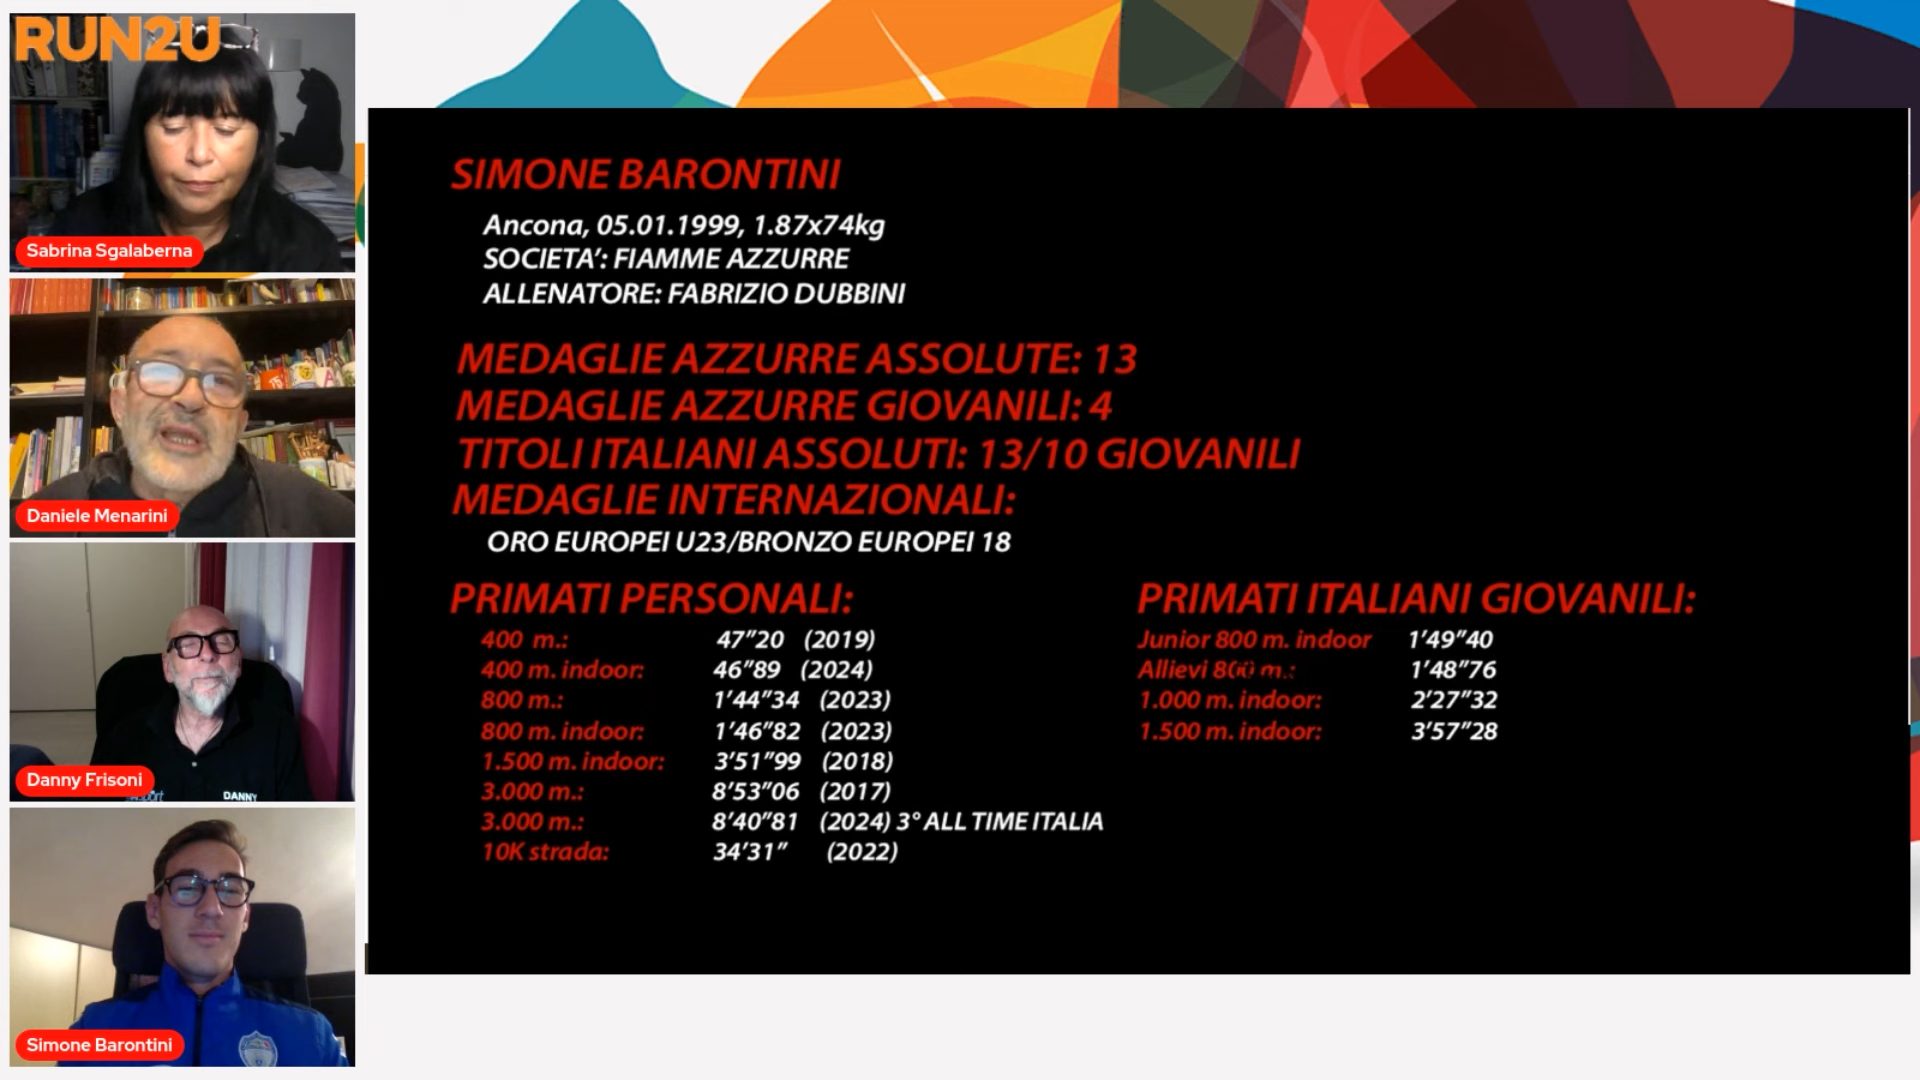 RUN2U
Sabrina Sgalaberna
Daniele Menarini
Danny Frisoni
DANNY
Simone Barontini
SIMONE BARONTINI
Ancona, 05.01.1999, 1.87x74kg
SOCIETA': FIAMME AZZURRE
ALLENATORE: FABRIZIO DUBBINI
MEDAGLIE AZZURRE ASSOLUTE: 13
MEDAGLIE AZZURRE GIOVANILI: 4
TITOLI ITALIANI ASSOLUTI: 13/10 GIOVANILI
MEDAGLIE INTERNAZIONALI:
ORO EUROPEI U23/BRONZO EUROPEI 18
PRIMATI PERSONALI:
400 m.: 47"20 (2019)
400 m. indoor: 46"89 (2024)
800 m.: 1'44"34 (2023)
800 m. indoor: 1'46"82 (2023)
1.500 m. indoor: 3'51"99 (2018)
3.000 m.: 8'53"06 (2017)
3.000 m.: 8'40"81 (2024) 3° ALL TIME ITALIA
10K strada: 34'31" (2022)
PRIMATI ITALIANI GIOVANILI:
Junior 800 m. indoor 1'49"40
Allievi 800 m.: 1'48"76
1.000 m. indoor: 2'27"32
1.500 m. indoor: 3'57"28